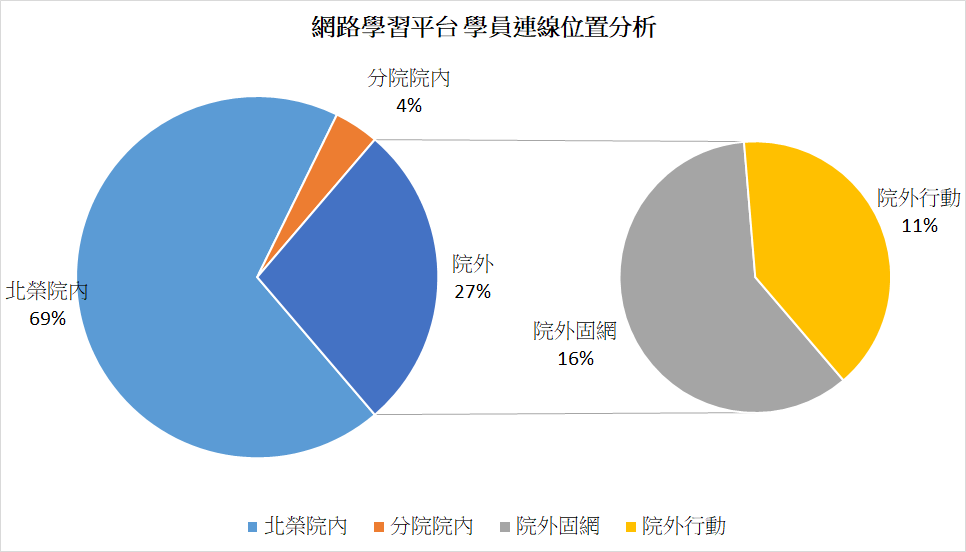 網路學習平台 學員連線位置分析
分院院內
4%
院外行動
11%
院外
27%
北榮院內
69%
院外固網
16%
北榮院內
分院院內
院外固網
院外行動